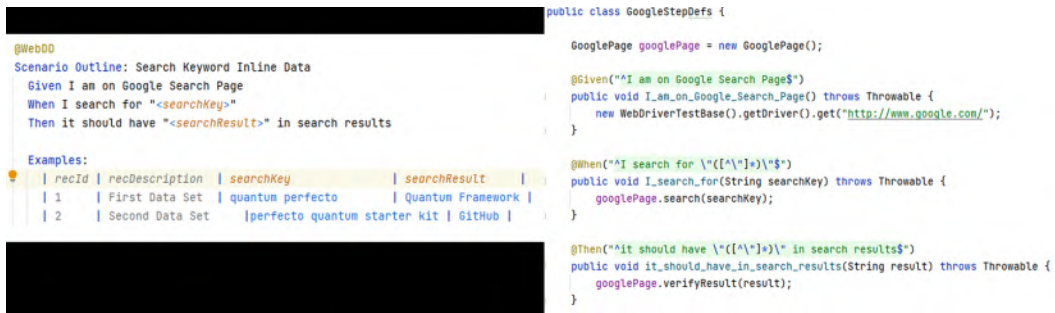 @WebDD
Scenario Outline: Search Keyword Inline Data
Given I am on Google Search Page
When I search for "<searchKey>"
Then it should have "<searchResult>" in search results
Examples:
| recId | recDescription | searchKey | searchResult |
| 1 | First Data Set | quantum perfecto | Quantum Framework |
| 2 | Second Data Set |perfecto quantum starter kit | GitHub |
public class GoogleStepDefs {
GooglePage googlePage = new GooglePage();
@Given("^I am on Google Search Page$")
public void I_am_on_Google_Search_Page() throws Throwable {
new WebDriverTestBase().getDriver().get("http://www.google.com/");
}
@When("^I search for \"([^\"]*)\"$")
public void I_search_for(String searchKey) throws Throwable {
googlePage.search(searchKey);
}
@Then("^it should have \"([^\"]*)\" in search results$")
public void it_should_have_in_search_results(String result) throws Throwable {
googlePage.verifyResult(result);
}